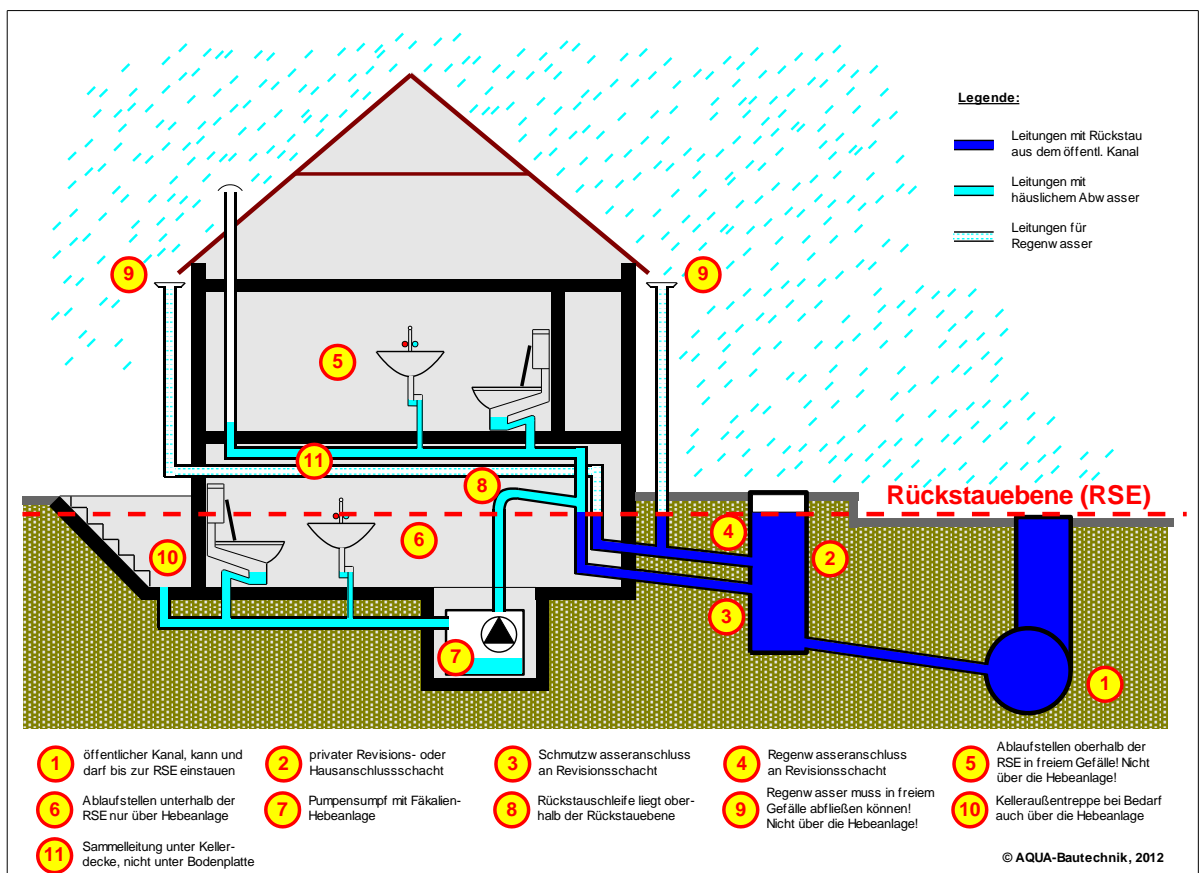 Legende:
Leitungen mit Rückstau
aus dem öffentl. Kanal
Leitungen mit
häuslichem Abwasser
Leitungen für
Regenwasser
9
9
5
11
8
Rückstauebene (RSE)
4
6
10
2
3
7
1
1
öffentlicher Kanal, kann und
darf bis zur RSE einstauen
2
privater Revisions- oder
Hausanschlussschacht
3
Schmutzwasseranschluss
an Revisionsschacht
4
Regenwasseranschluss
an Revisionsschacht
5
Ablaufstellen oberhalb der
RSE in freiem Gefälle! Nicht
über die Hebeanlage!
6
Ablaufstellen unterhalb der
RSE nur über Hebeanlage
7
Pumpensumpf mit Fäkalien-
Hebeanlage
8
Rückstauschleife liegt ober-
halb der Rückstauebene
9
Regenwasser muss in freiem
Gefälle abfließen können!
Nicht über die Hebeanlage!
10
Kelleraußentreppe bei Bedarf
auch über die Hebeanlage
11
Sammelleitung unter Keller-
decke, nicht unter Bodenplatte
© AQUA-Bautechnik, 2012